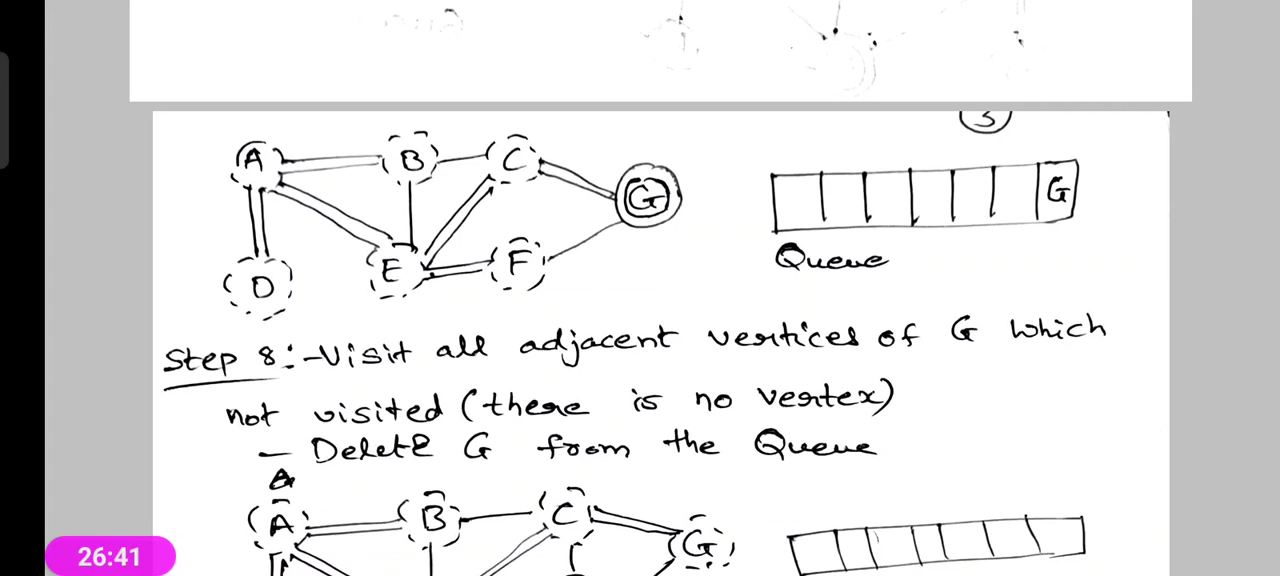 3
A B C
G G
D E F
Queue
Step 8:-Visit all adjacent vertices of G which
not visited (there is no vertex)
- Delete G from the Queue
A B C G
26:41